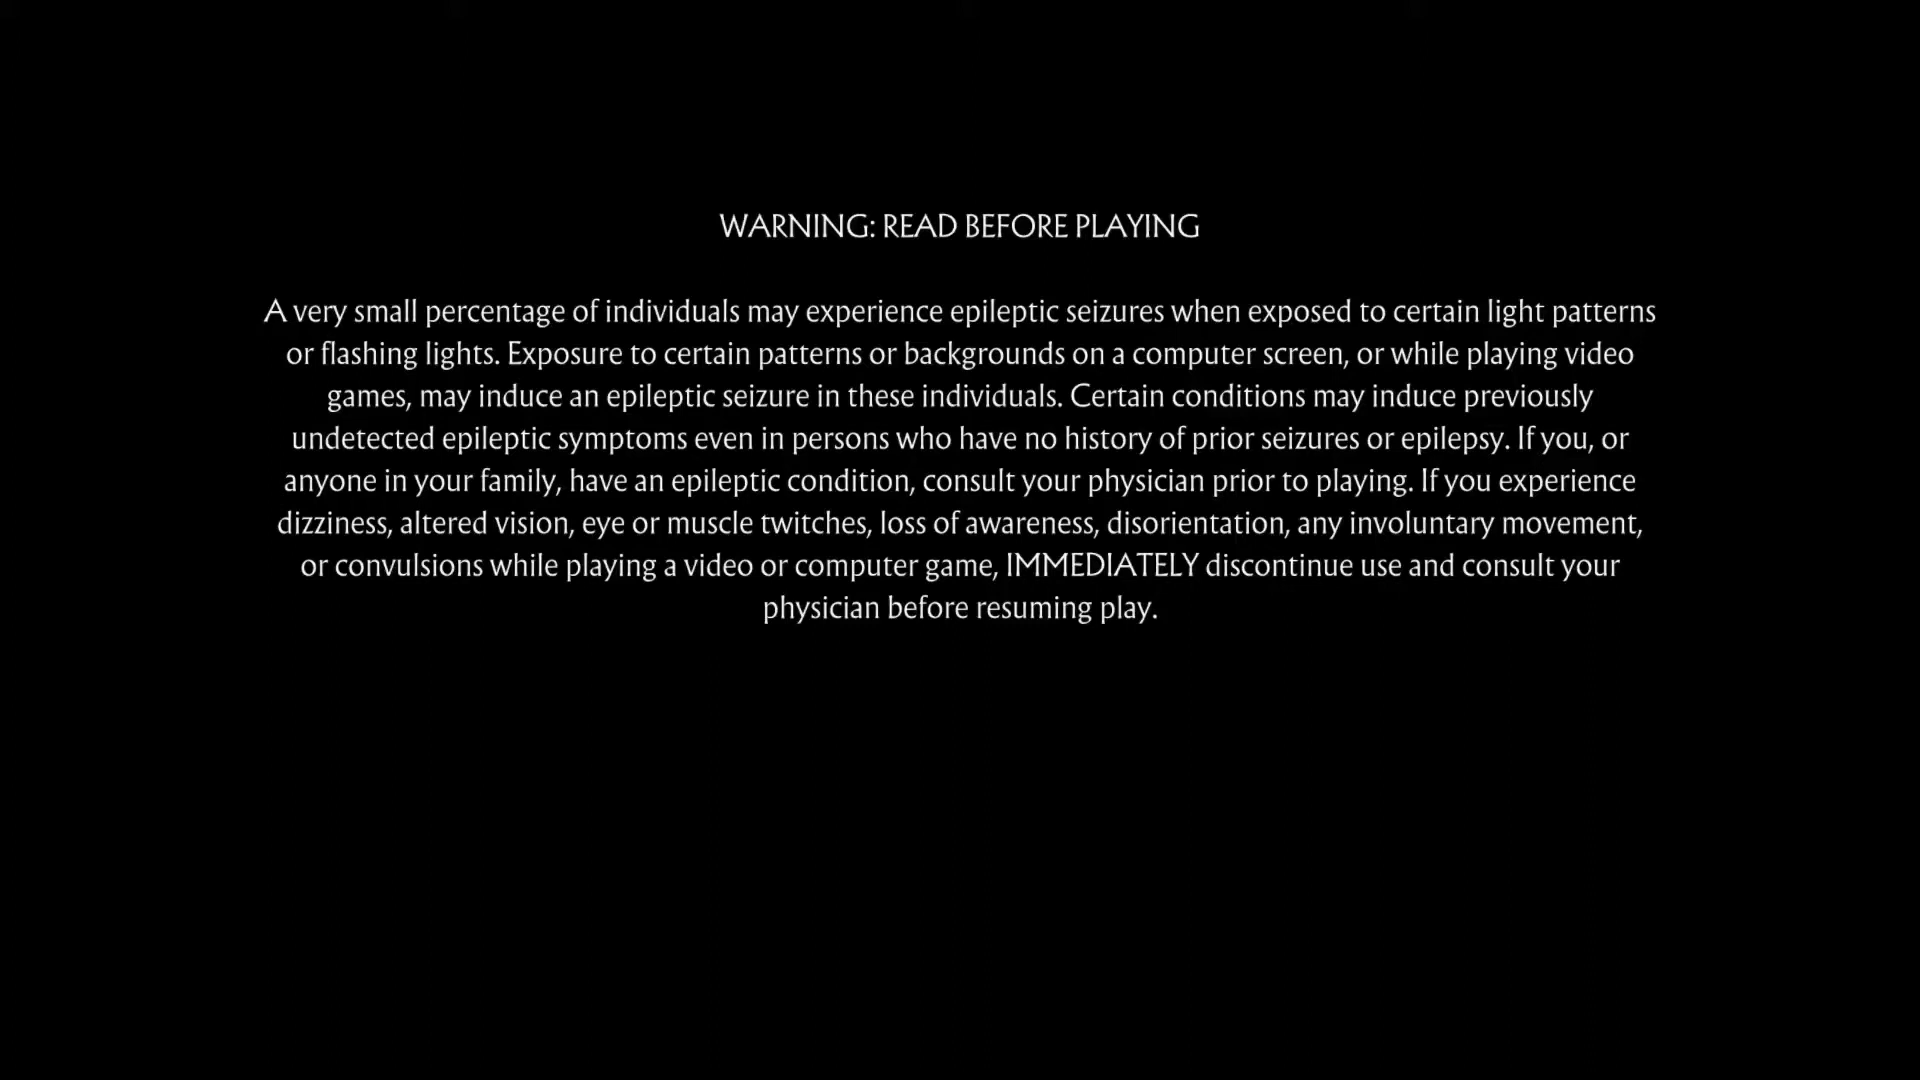 WARNING: READ BEFORE PLAYING
A very small percentage of individuals may experience epileptic seizures when exposed to certain light patterns
or flashing lights. Exposure to certain patterns or backgrounds on a computer screen, or while playing video
games, may induce an epileptic seizure in these individuals. Certain conditions may induce previously
undetected epileptic symptoms even in persons who have no history of prior seizures or epilepsy. If you, or
anyone in your family, have an epileptic condition, consult your physician prior to playing. If you experience
dizziness, altered vision, eye or muscle twitches, loss of awareness, disorientation, any involuntary movement,
or convulsions while playing a video or computer game, IMMEDIATELY discontinue use and consult your
physician before resuming play.